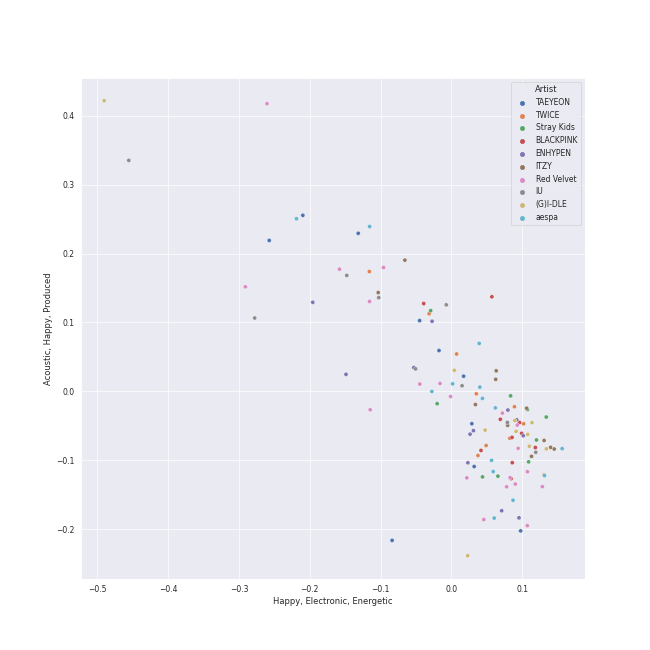 Artist
TAEYEON
TWICE
Stray Kids
BLACKPINK
ENHYPEN
ITZY
Red Velvet
IU
(G)I-DLE
aespa
0.4
0.3
0.2
0.1
0.0
−0.1
−0.2
Acoustic, Happy, Produced
−0.5
−0.4
−0.3
−0.2
−0.1
0.0
0.1
Happy, Electronic, Energetic